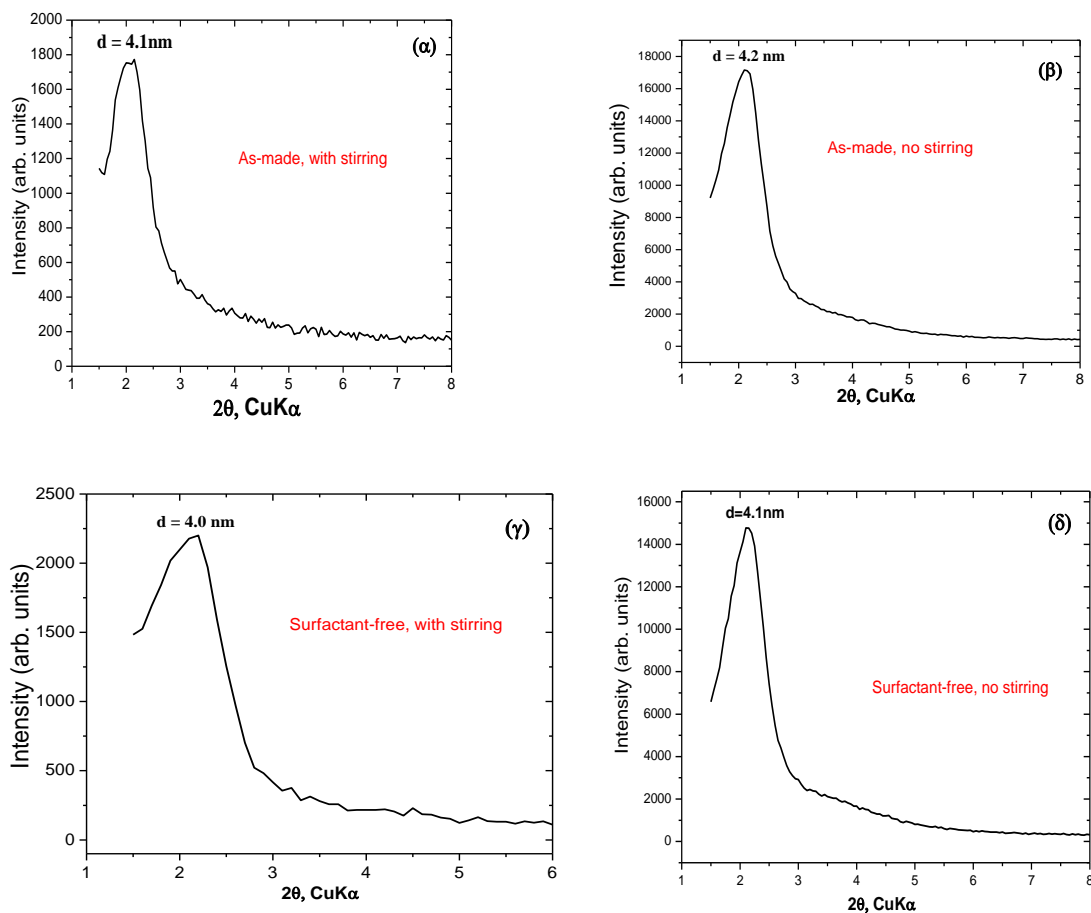 d = 4.1nm
(α)
As-made, with stirring
Intensity (arb. units)
2000
1800
1600
1400
1200
1000
800
600
400
200
0
1 2 3 4 5 6 7 8
2θ, CuKα
d = 4.2 nm
(β)
As-made, no stirring
Intensity (arb. units)
18000
16000
14000
12000
10000
8000
6000
4000
2000
0
1 2 3 4 5 6 7 8
2θ, CuKα
d = 4.0 nm
(γ)
Surfactant-free, with stirring
Intensity (arb. units)
2500
2000
1500
1000
500
0
1 2 3 4 5 6
2θ, CuKα
d=4.1nm
(δ)
Surfactant-free, no stirring
Intensity (arb. units)
16000
14000
12000
10000
8000
6000
4000
2000
0
1 2 3 4 5 6 7 8
2θ, CuKα